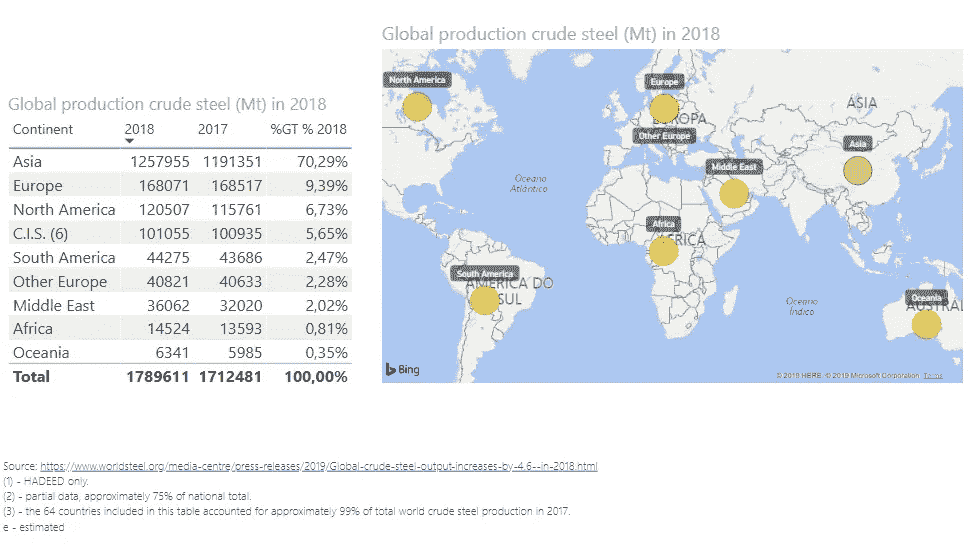 Global production crude steel (Mt) in 2018
Global production crude steel (Mt) in 2018
Continent 2018 2017 %GT % 2018
Asia 1257955 1191351 70,29%
Europe 168071 168517 9,39%
North America 120507 115761 6,73%
C.I.S. (6) 101055 100935 5,65%
South America 44275 43686 2,47%
Other Europe 40821 40633 2,28%
Middle East 36062 32020 2,02%
Africa 14524 13593 0,81%
Oceania 6341 5985 0,35%
Total 1789611 1712481 100,00%
North America
Europe
EUROPA
Other Europe
ASIA
Asia
Middle East
Oceano
Atlântico
Africa
ÁFRICA
South America
AMÉRICA DO
SUL
Oceano
Índico
Oceania
AUSTRAL
Bing
© 2019 HERE, © 2019 Microsoft Corporation Terms
Source: https://www.worldsteel.org/media-centre/press-releases/2019/Global-crude-steel-output-increases-by-4.6--in-2018.html
(1) - HADEED only.
(2) - partial data, approximately 75% of national total.
(3) - the 64 countries included in this table accounted for approximately 99% of total world crude steel production in 2017.
e - estimated